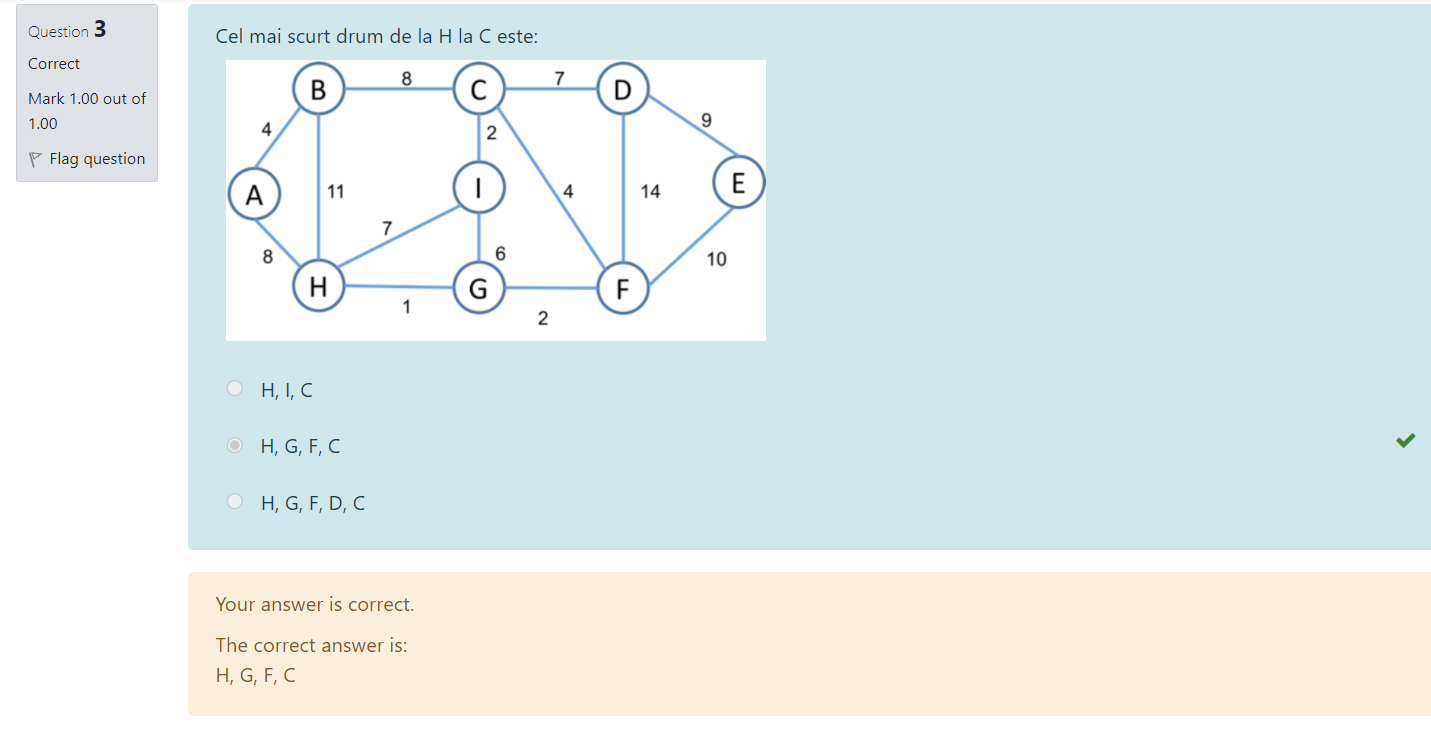 Question 3
Correct
Mark 1.00 out of
1.00
Flag question
Cel mai scurt drum de la H la C este:
B 8 C 7 D
4 2 9
A 11 I 4 14 E
7
8 6 10
H G F
1 2
H, I, C
H, G, F, C
H, G, F, D, C
Your answer is correct.
The correct answer is:
H, G, F, C